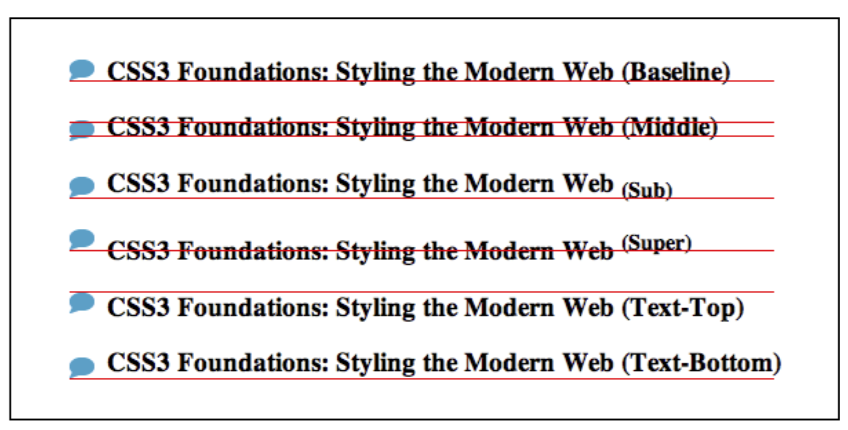 CSS3 Foundations: Styling the Modern Web (Baseline)
CSS3 Foundations: Styling the Modern Web (Middle)
CSS3 Foundations: Styling the Modern Web (Sub)
CSS3 Foundations: Styling the Modern Web (Super)
CSS3 Foundations: Styling the Modern Web (Text-Top)
CSS3 Foundations: Styling the Modern Web (Text-Bottom)